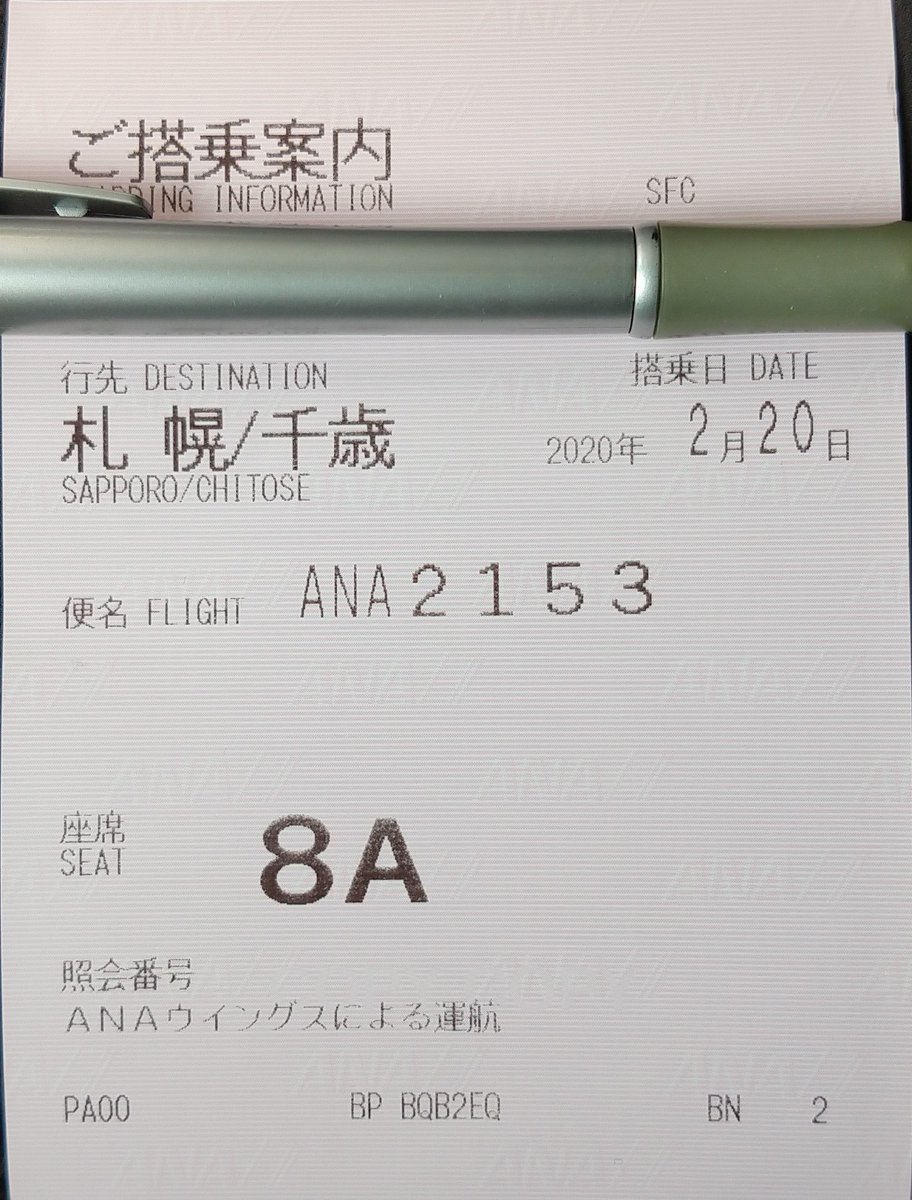 ご搭乗案内
INFORMATION SFC
行先 DESTINATION 搭乗日 DATE
札 幌/千歳 2020年 2月20日
SAPPORO/CHITOSE
便名 FLIGHT ANA2153
座席
SEAT 8A
照会番号
ANAウイングスによる運航
PA00 BP BQB2EQ BN 2